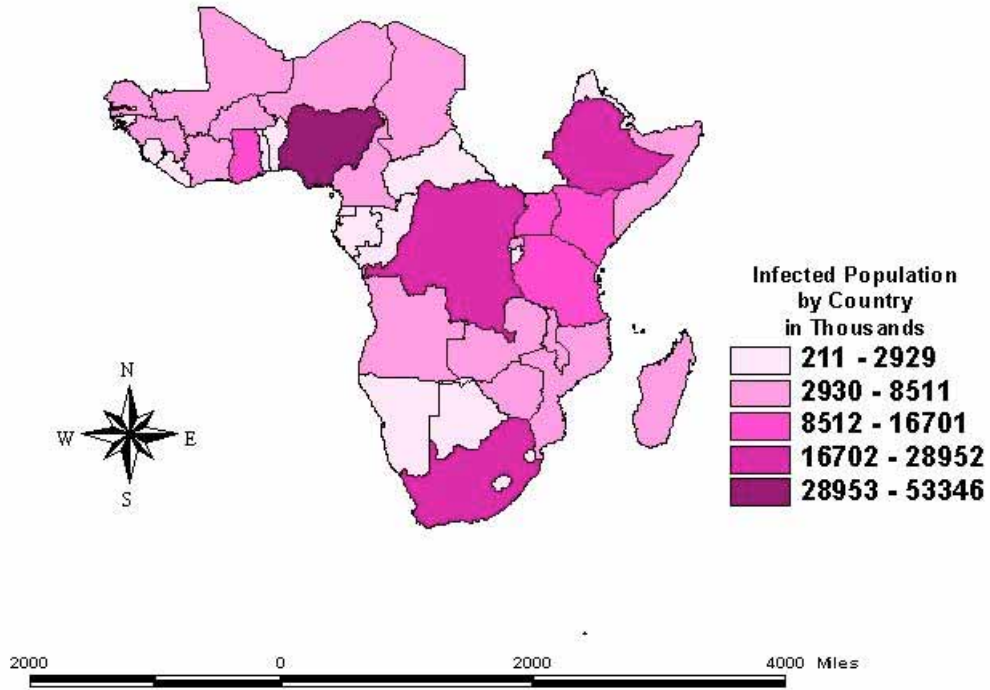 Infected Population
by Country
in Thousands
211 - 2929
2930 - 8511
8512 - 16701
16702 - 28952
28953 - 53346
N
W E
S
2000 0 2000 4000 Miles